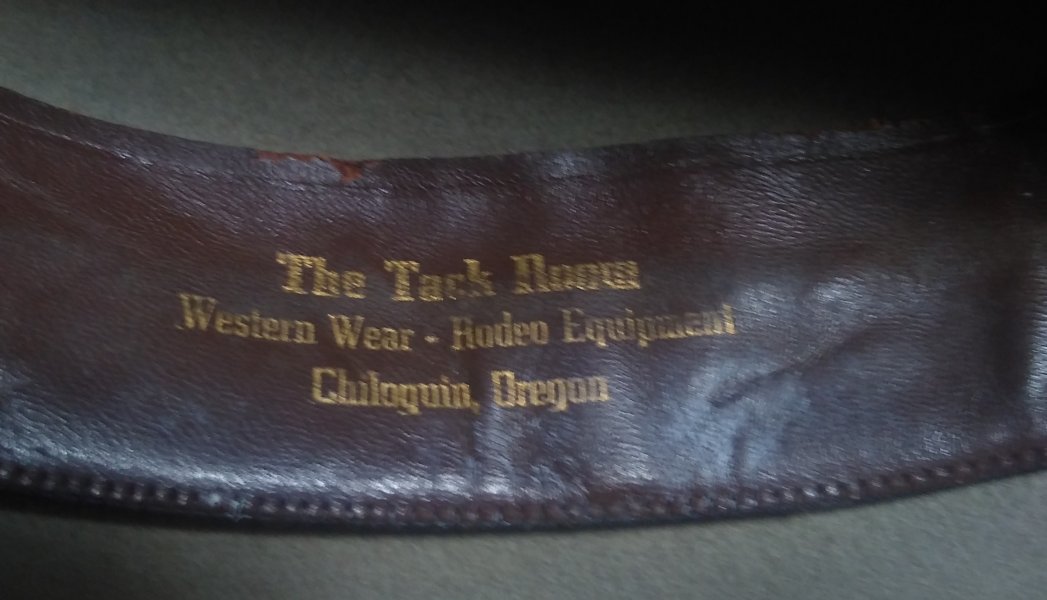 The Tack Room
Western Wear - Rodeo Equipment
Chiloquin, Oregon